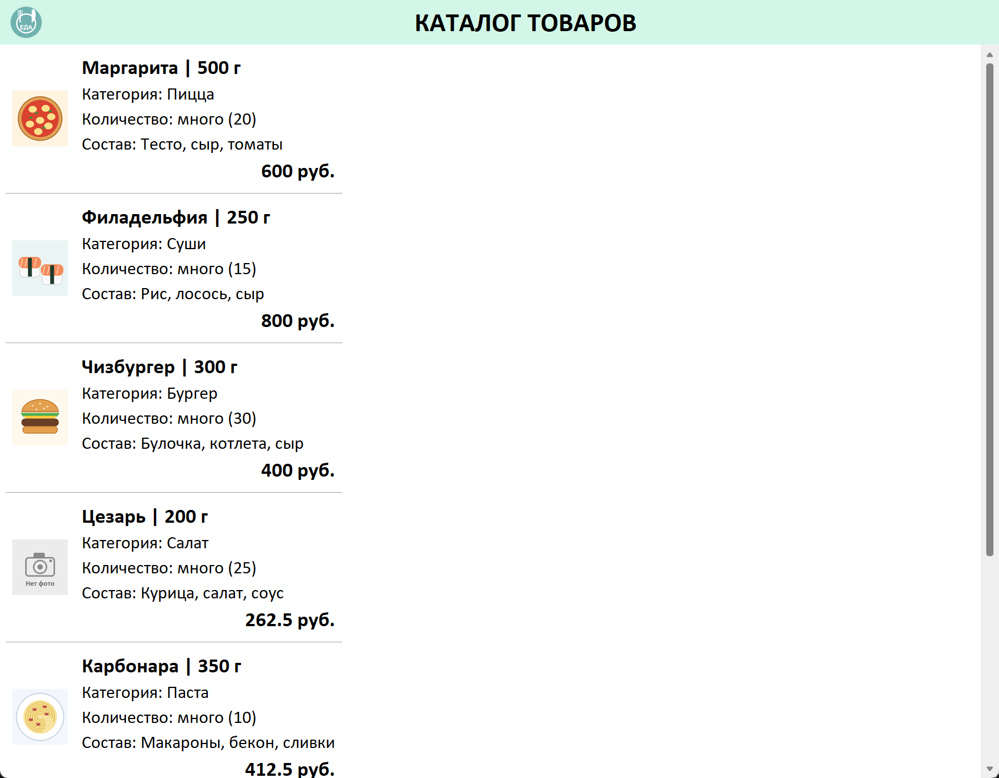 ЕДА
КАТАЛОГ ТОВАРОВ
Маргарита | 500 г
Категория: Пицца
Количество: много (20)
Состав: Тесто, сыр, томаты
600 руб.
Филадельфия | 250 г
Категория: Суши
Количество: много (15)
Состав: Рис, лосось, сыр
800 руб.
Чизбургер | 300 г
Категория: Бургер
Количество: много (30)
Состав: Булочка, котлета, сыр
400 руб.
Цезарь | 200 г
Категория: Салат
Количество: много (25)
Нет фото
Состав: Курица, салат, соус
262.5 руб.
Карбонара | 350 г
Категория: Паста
Количество: много (10)
Состав: Макароны, бекон, сливки
412.5 руб.